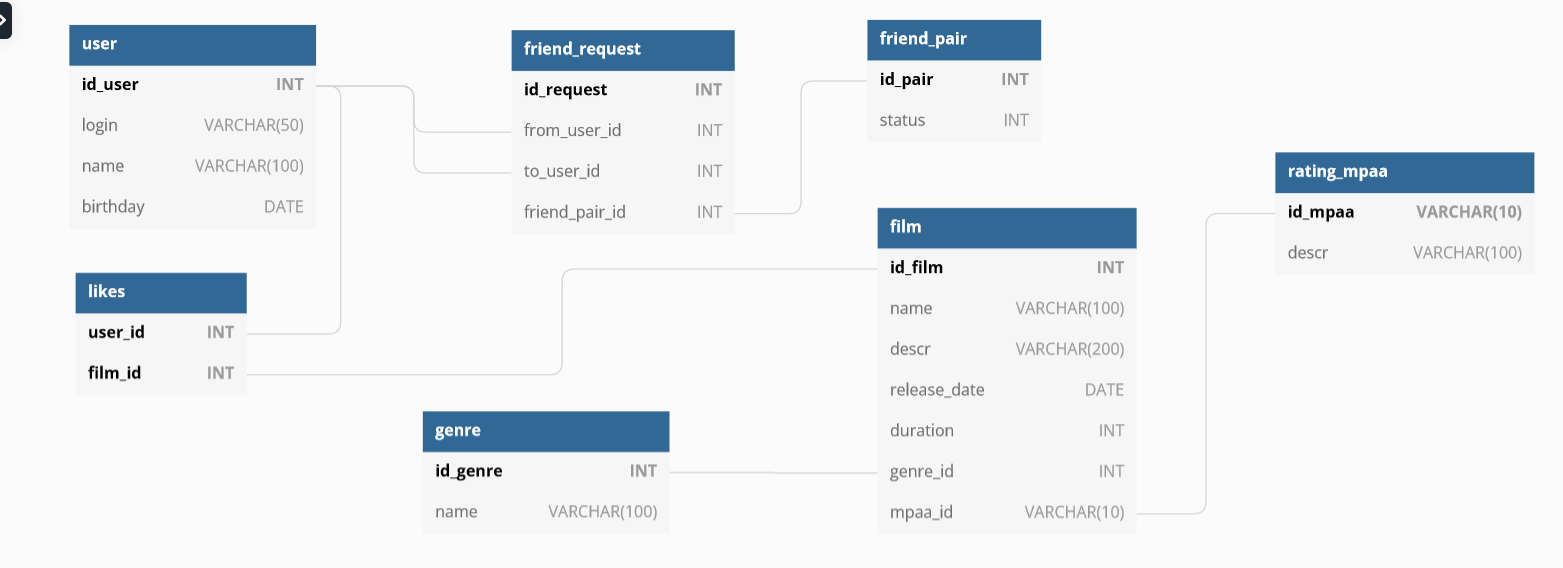 user
id_user INT
login VARCHAR(50)
name VARCHAR(100)
birthday DATE
friend_request
id_request INT
from_user_id INT
to_user_id INT
friend_pair_id INT
friend_pair
id_pair INT
status INT
rating_mpaa
id_mpaa VARCHAR(10)
descr VARCHAR(100)
film
id_film INT
name VARCHAR(100)
descr VARCHAR(200)
release_date DATE
duration INT
genre_id INT
mpaa_id VARCHAR(10)
likes
user_id INT
film_id INT
genre
id_genre INT
name VARCHAR(100)